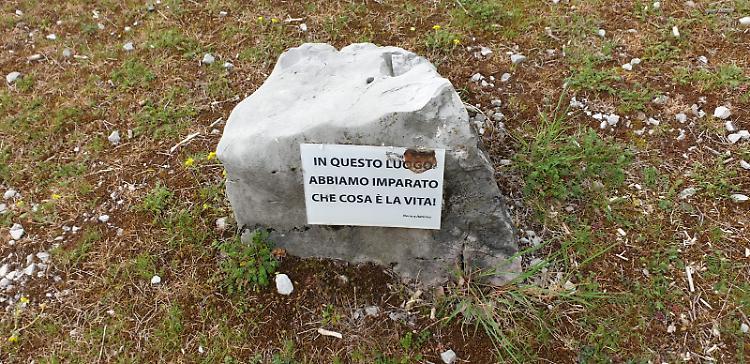 IN QUESTO LUOGO
ABBIAMO IMPARATO
CHE COSA È LA VITA!